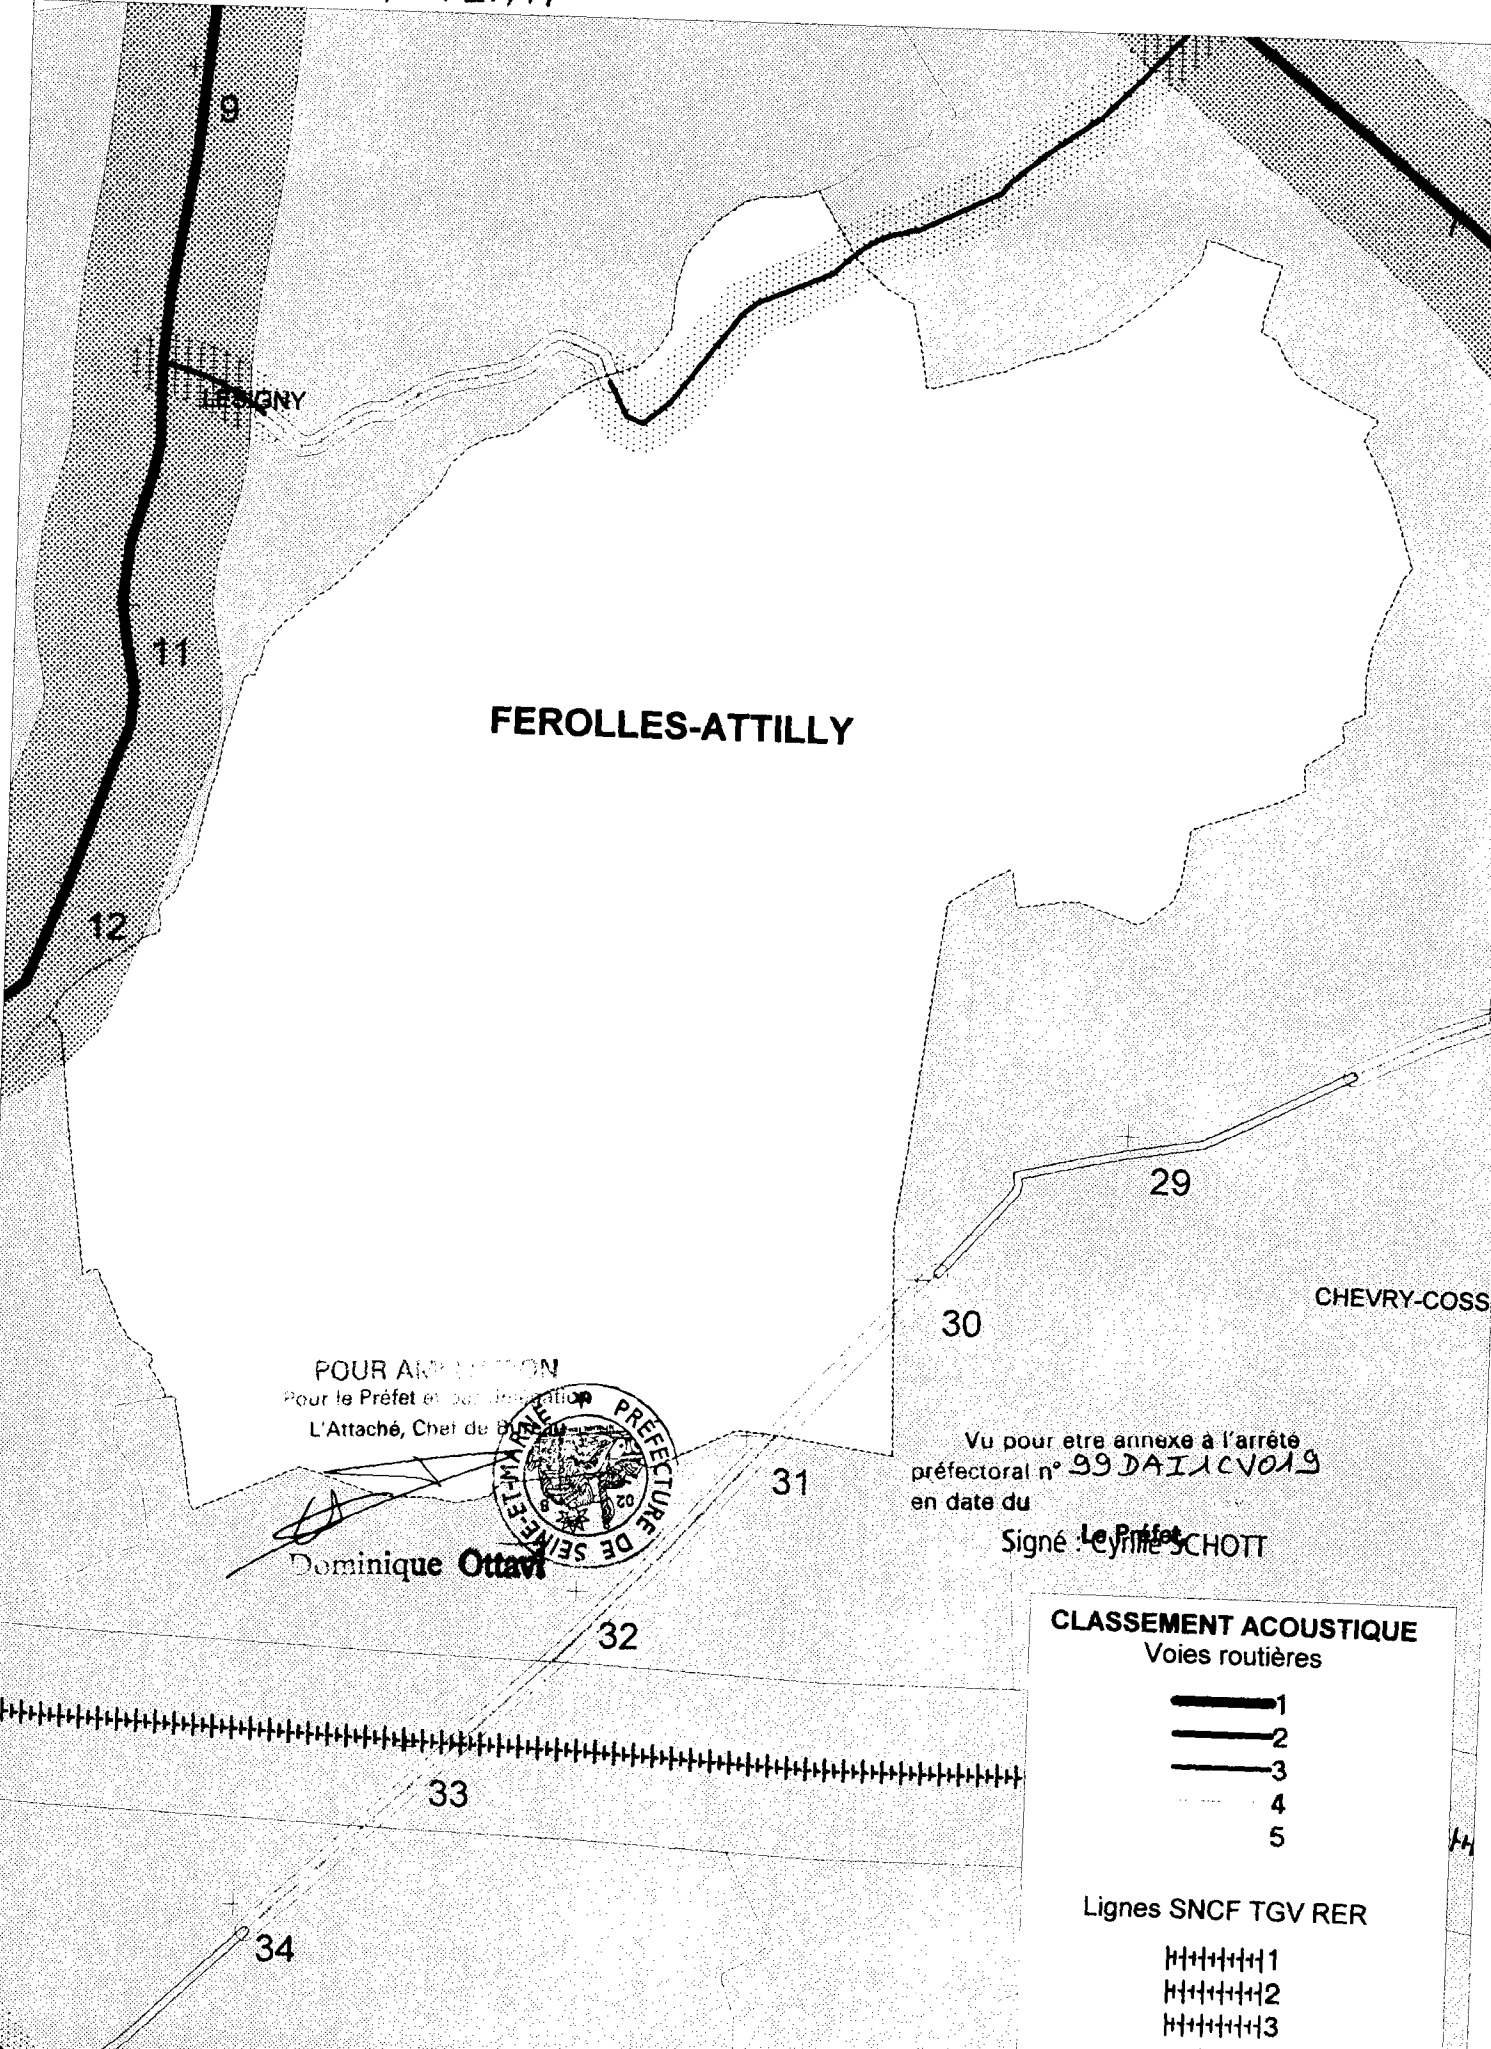 9
LESIGNY
11
FEROLLES-ATTILLY
12
29
CHEVRY-COSS
30
POUR
Pour le Préfet
L'Attaché, Chef de Bureau
PRÉFECTURE DE SEINE-ET-MARNE
Dominique Ottavi
31
Vu pour etre annexe à l'arrêté
préfectoral n° 99 DAI 1 CV 019
en date du
Le Préfet,
Signé : Cyrille SCHOTT
32
33
34
CLASSEMENT ACOUSTIQUE
Voies routières
1
2
3
4
5
Lignes SNCF TGV RER
1
2
3